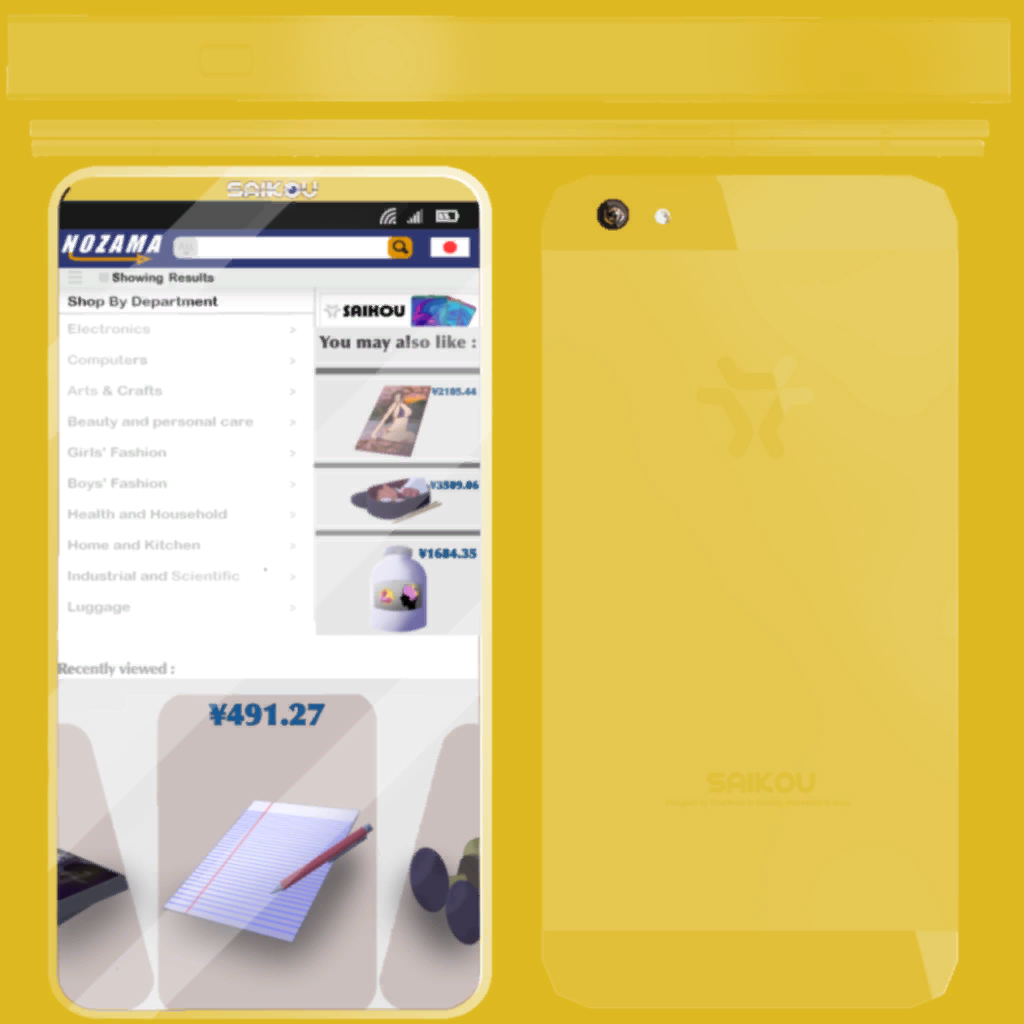 SAIKOU
NOZAMA
All
Showing Results
Shop By Department
Electronics >
Computers >
Arts & Crafts >
Beauty and personal care >
Girls' Fashion >
Boys' Fashion >
Health and Household >
Home and Kitchen >
Industrial and Scientific >
Luggage >
SAIKOU
You may also like :
¥2105.44
¥3509.06
¥1684.35
Recently viewed :
¥491.27
SAIKOU